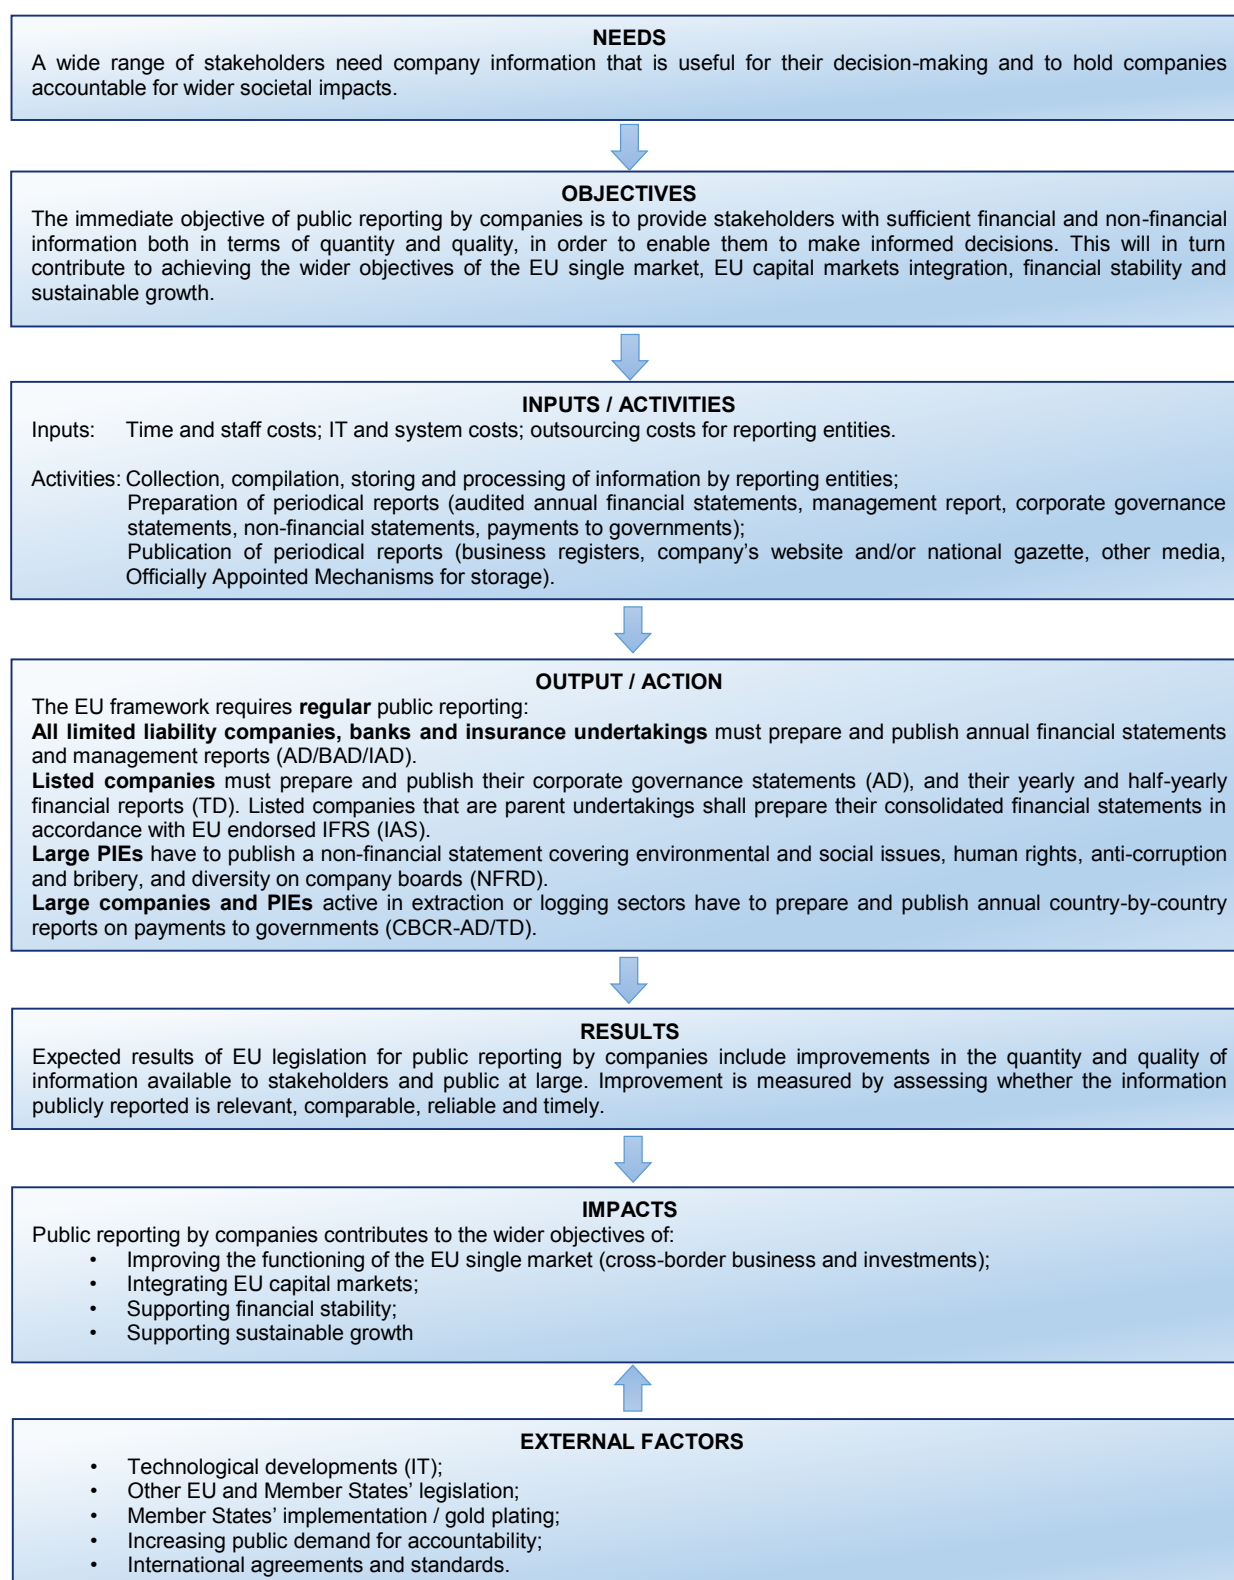 NEEDS
A wide range of stakeholders need company information that is useful for their decision-making and to hold companies
accountable for wider societal impacts.
OBJECTIVES
The immediate objective of public reporting by companies is to provide stakeholders with sufficient financial and non-financial
information both in terms of quantity and quality, in order to enable them to make informed decisions. This will in turn
contribute to achieving the wider objectives of the EU single market, EU capital markets integration, financial stability and
sustainable growth.
INPUTS / ACTIVITIES
Inputs: Time and staff costs; IT and system costs; outsourcing costs for reporting entities.
Activities: Collection, compilation, storing and processing of information by reporting entities;
Preparation of periodical reports (audited annual financial statements, management report, corporate governance
statements, non-financial statements, payments to governments);
Publication of periodical reports (business registers, company's website and/or national gazette, other media,
Officially Appointed Mechanisms for storage).
OUTPUT / ACTION
The EU framework requires regular public reporting:
All limited liability companies, banks and insurance undertakings must prepare and publish annual financial statements
and management reports (AD/BAD/IAD).
Listed companies must prepare and publish their corporate governance statements (AD), and their yearly and half-yearly
financial reports (TD). Listed companies that are parent undertakings shall prepare their consolidated financial statements in
accordance with EU endorsed IFRS (IAS).
Large PIEs have to publish a non-financial statement covering environmental and social issues, human rights, anti-corruption
and bribery, and diversity on company boards (NFRD).
Large companies and PIEs active in extraction or logging sectors have to prepare and publish annual country-by-country
reports on payments to governments (CBCR-AD/TD).
RESULTS
Expected results of EU legislation for public reporting by companies include improvements in the quantity and quality of
information available to stakeholders and public at large. Improvement is measured by assessing whether the information
publicly reported is relevant, comparable, reliable and timely.
IMPACTS
Public reporting by companies contributes to the wider objectives of:
• Improving the functioning of the EU single market (cross-border business and investments);
• Integrating EU capital markets;
• Supporting financial stability;
• Supporting sustainable growth
EXTERNAL FACTORS
• Technological developments (IT);
• Other EU and Member States' legislation;
• Member States' implementation / gold plating;
• Increasing public demand for accountability;
• International agreements and standards.